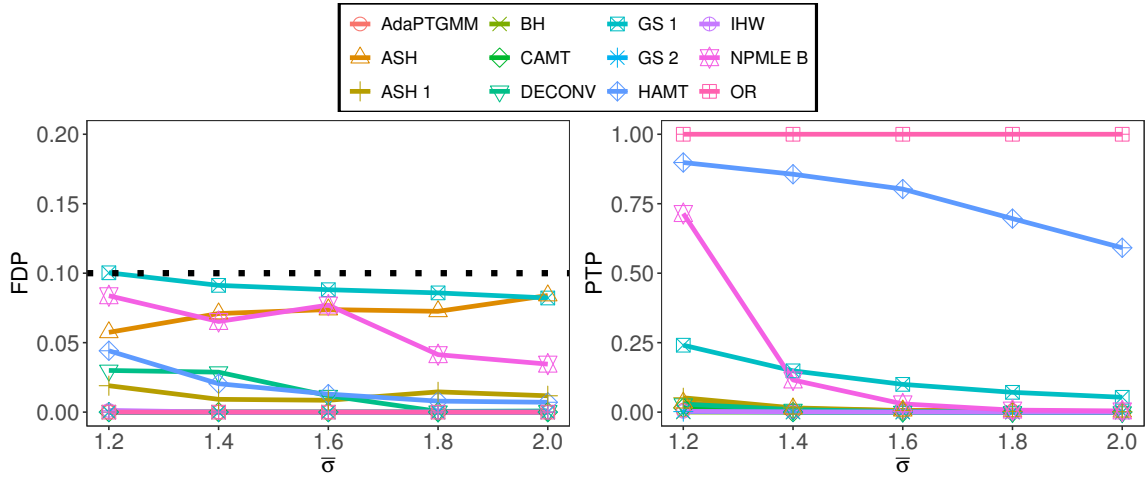 AdaPTGMM BH GS 1 IHW
ASH CAMT GS 2 NPMLE B
ASH 1 DECONV HAMT OR
FDP
0.20
0.15
0.10
0.05
0.00
1.2 1.4 1.6 1.8 2.0
σ̄
PTP
1.00
0.75
0.50
0.25
0.00
1.2 1.4 1.6 1.8 2.0
σ̄